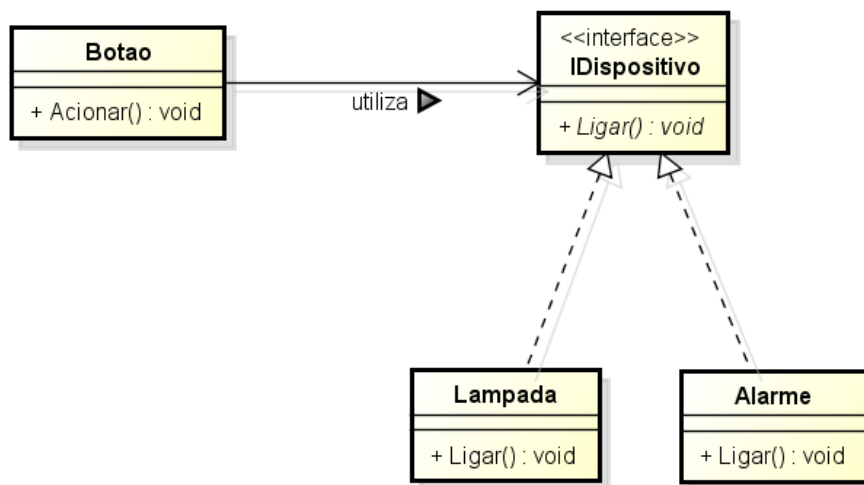 Botao
+ Acionar() : void
utiliza
<<interface>>
IDispositivo
+ Ligar() : void
Lampada
+ Ligar() : void
Alarme
+ Ligar() : void